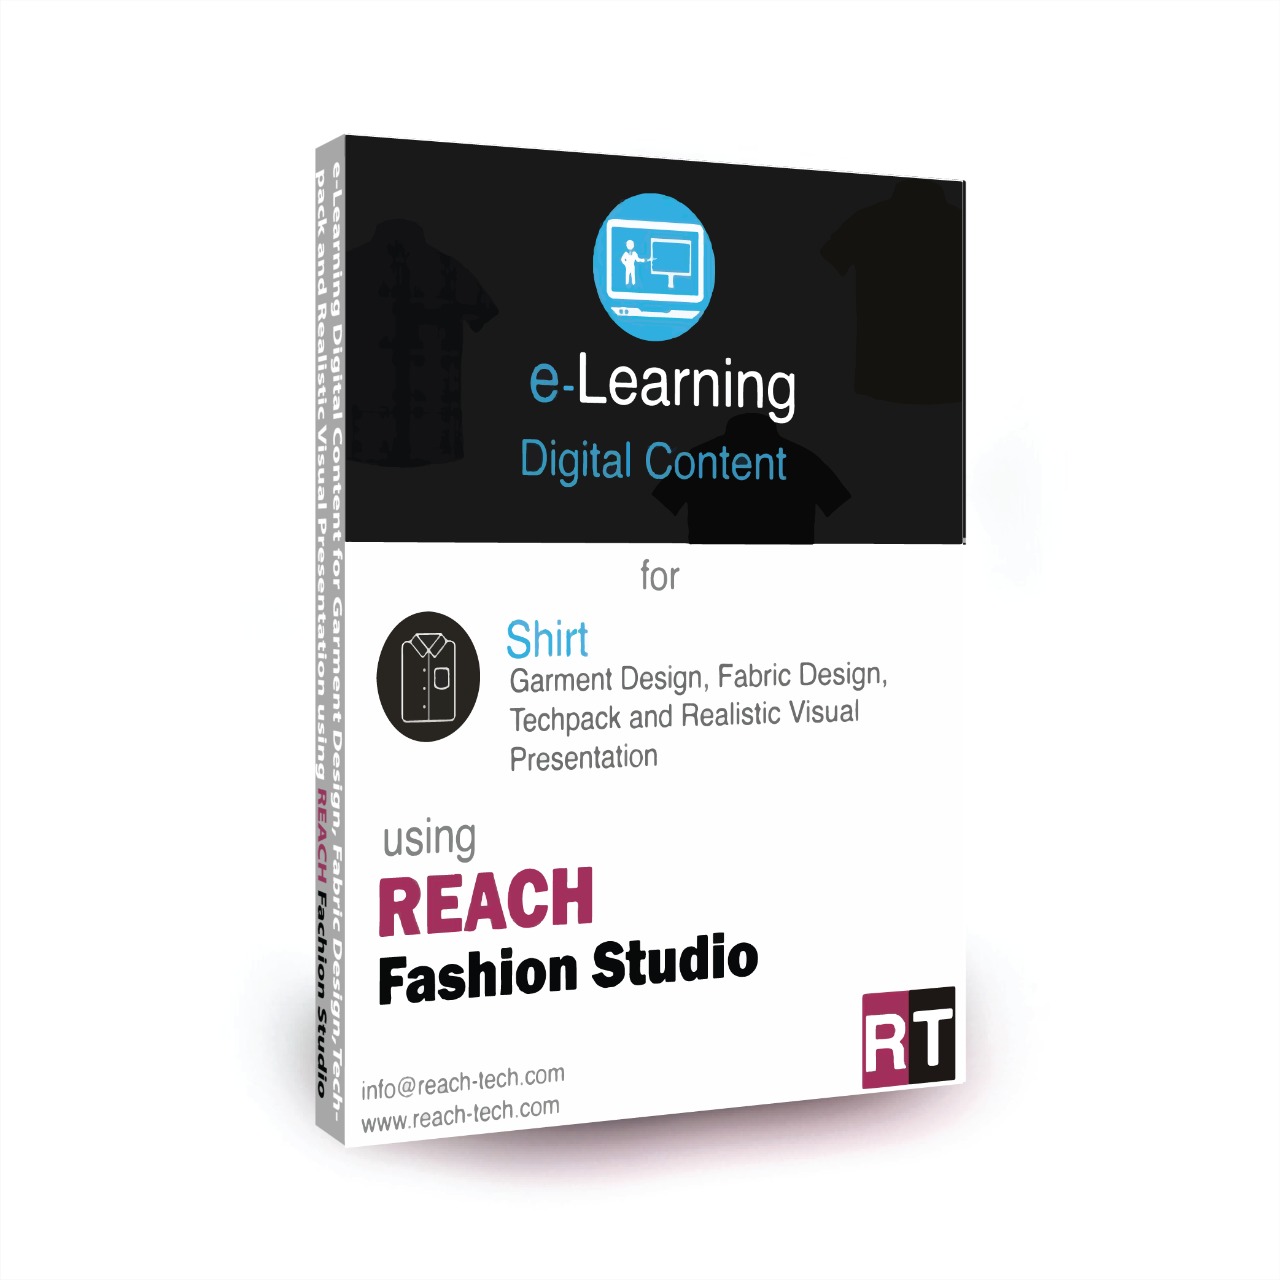 e-Learning
Digital Content
for
Shirt
Garment Design, Fabric Design,
Techpack and Realistic Visual
Presentation
using
REACH
Fashion Studio
info@reach-tech.com
www.reach-tech.com
RT
e-Learning Digital Content for Garment Design, Fabric Design, Tech-
pack and Realistic Visual Presentation using REACH Fachion Studio